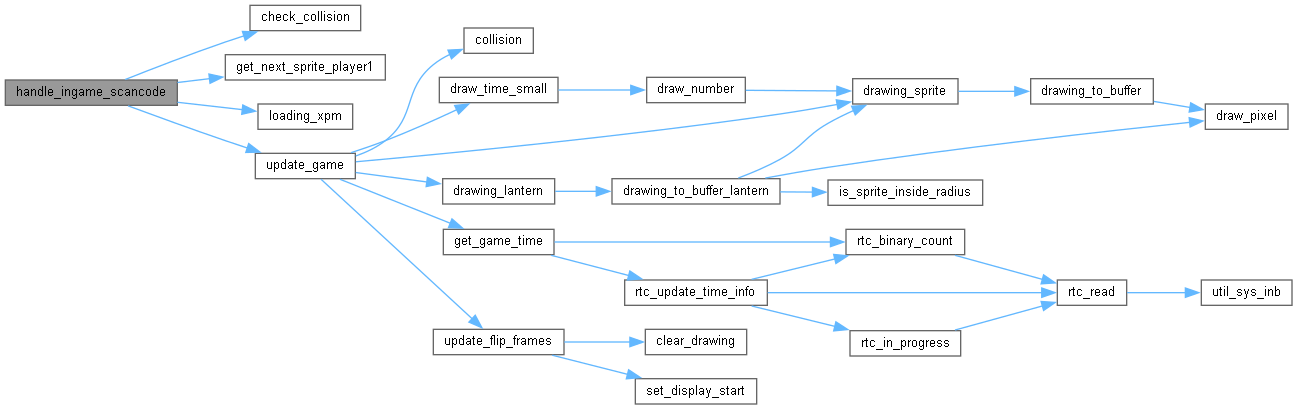 check_collision
get_next_sprite_player1
handle_ingame_scancode
loading_xpm
update_game
collision
draw_time_small
draw_number
drawing_sprite
drawing_to_buffer
draw_pixel
drawing_lantern
drawing_to_buffer_lantern
is_sprite_inside_radius
get_game_time
rtc_binary_count
rtc_update_time_info
rtc_read
util_sys_inb
rtc_in_progress
update_flip_frames
clear_drawing
set_display_start